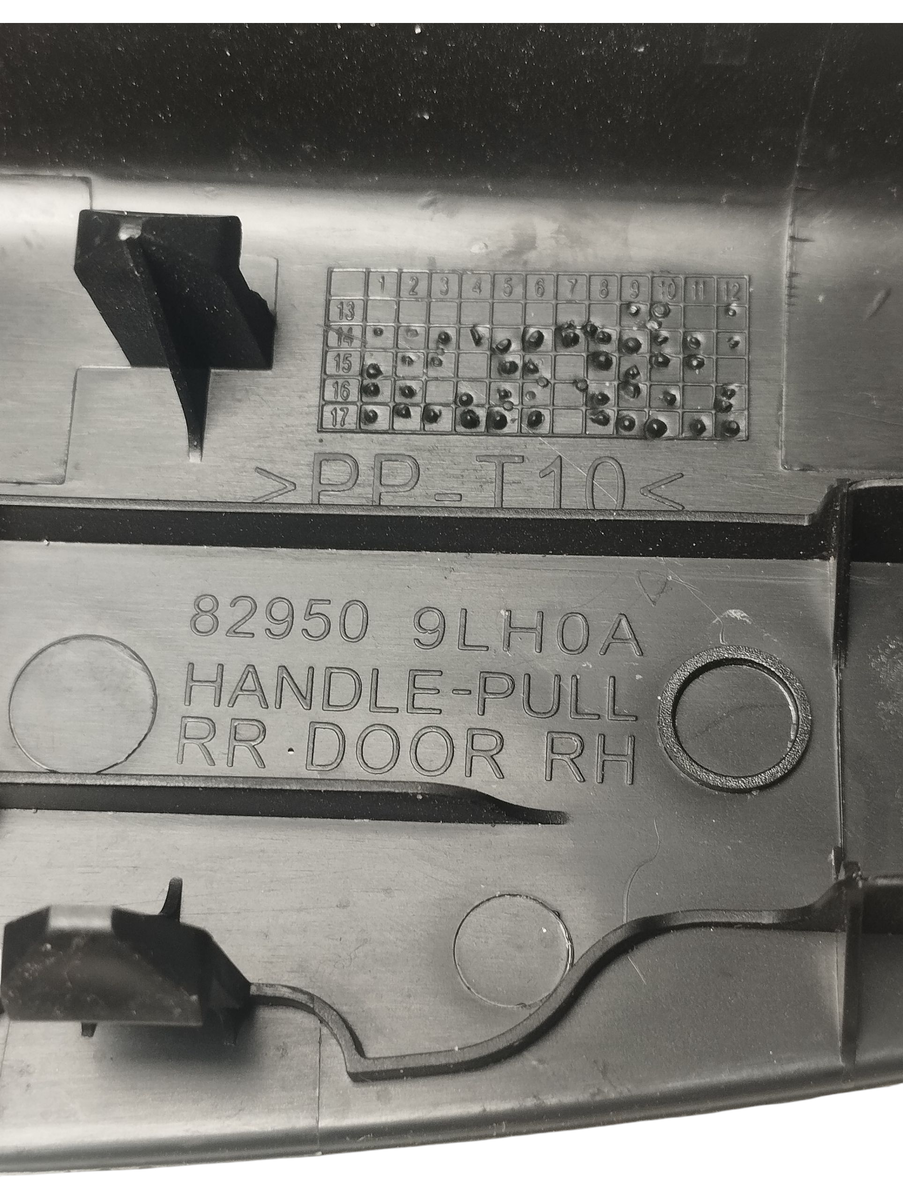 1 2 3 4 5 6 7 8 9 10 11 12
13
14
15
16
17
>PP-T10<
82950 9LH0A
HANDLE-PULL
RR DOOR RH